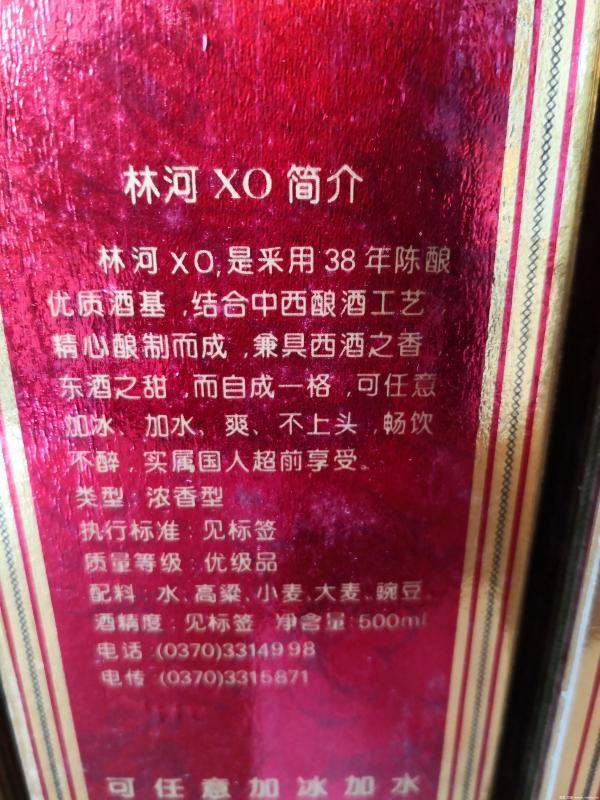 林河 XO 简介
林河 XO,是采用 38 年陈酿
优质酒基 ,结合中西酿酒工艺
精心酿制而成 ,兼具西酒之香
东酒之甜 ,而自成一格 ,可任意
加冰、加水、爽、不上头 ,畅饮
不醉 ,实属国人超前享受。
类型 : 浓香型
执行标准 : 见标签
质量等级 : 优级品
配料 : 水、高粱、小麦、大麦、豌豆
酒精度 : 见标签 净含量 : 500ml
电话 :(0370)3314998
电传 :(0370)3315871
可任意加冰加水